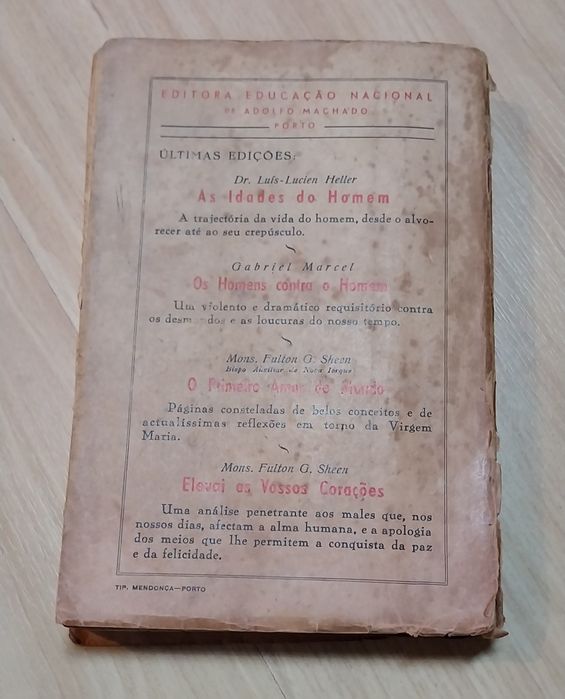 EDITORA EDUCAÇÃO NACIONAL
DE ADOLFO MACHADO
PORTO
ÚLTIMAS EDIÇÕES:
Dr. Luís-Lucien Heller
As Idades do Homem
A trajectória da vida do homem, desde o alvo-
recer até ao seu crepúsculo.
Gabriel Marcel
Os Homens contra o Homem
Um violento e dramático requisitório contra
os e as loucuras do nosso tempo.
Mons. Fulton G. Sheen
Bispo Auxiliar de Nova Iorque
O Primeiro Amor do Mundo
Páginas consteladas de belos conceitos e de
actualíssimas reflexões em torno da Virgem
Maria.
Mons. Fulton G. Sheen
Elevai os Vossos Corações
Uma análise penetrante aos males que, nos
nossos dias, afectam a alma humana, e a apologia
dos meios que lhe permitem a conquista da paz
e da felicidade.
TIP. MENDONÇA—PORTO